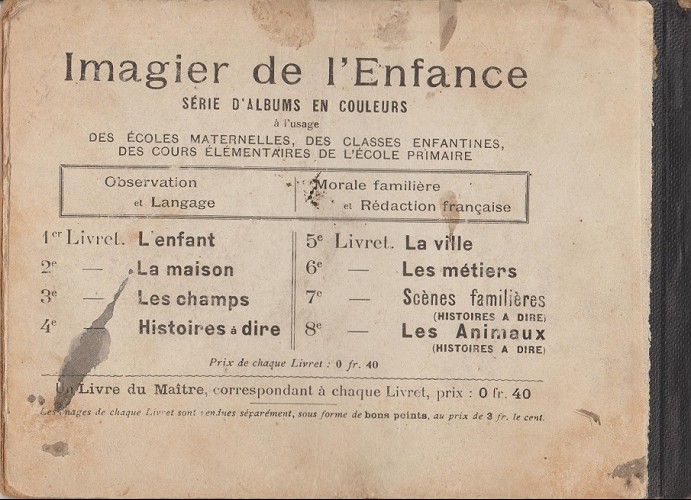 Imagier de l'Enfance
SÉRIE D'ALBUMS EN COULEURS
à l'usage
DES ÉCOLES MATERNELLES, DES CLASSES ENFANTINES,
DES COURS ÉLÉMENTAIRES DE L'ÉCOLE PRIMAIRE
Observation
et Langage
Morale familière
et Rédaction française
1er Livret. L'enfant
2e — La maison
3e — Les champs
4e — Histoires à dire
5e Livret. La ville
6e — Les métiers
7e — Scènes familières
(HISTOIRES A DIRE)
8e — Les Animaux
(HISTOIRES A DIRE)
Prix de chaque Livret : 0 fr. 40
Un Livre du Maître, correspondant à chaque Livret, prix : 0 fr. 40
Les images de chaque Livret sont vendues séparément, sous forme de bons points, au prix de 3 fr. le cent.